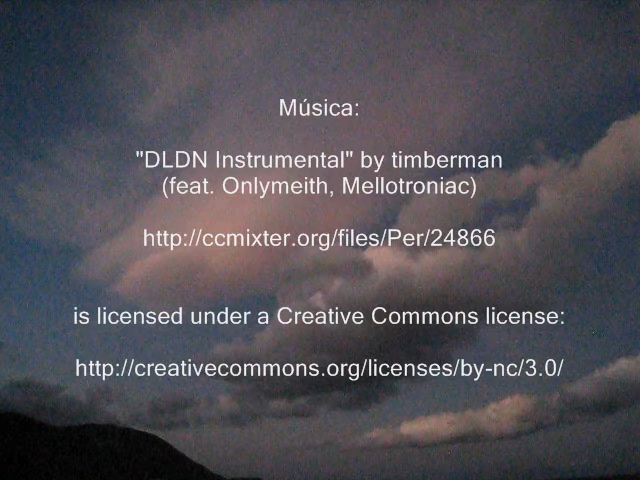 Música:
"DLDN Instrumental" by timberman
(feat. Onlymeith, Mellotroniac)
http://ccmixter.org/files/Per/24866
is licensed under a Creative Commons license:
http://creativecommons.org/licenses/by-nc/3.0/